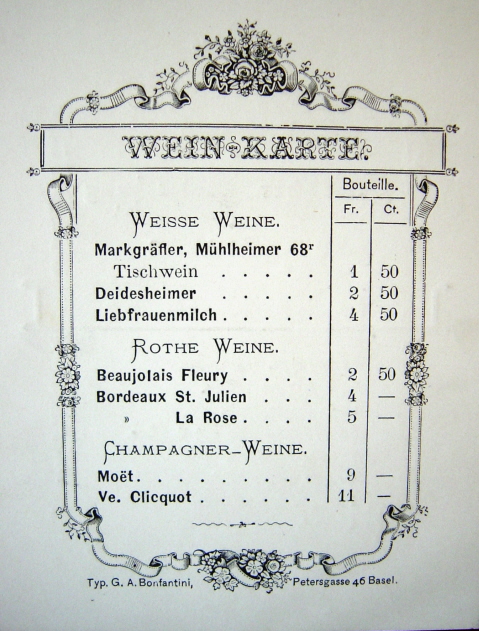 WEIN-KARTE.
Bouteille.
Fr. Ct.
WEISSE WEINE.
Markgräfler, Mühlheimer 68r
Tischwein . . . . . 1 50
Deidesheimer . . . . . 2 50
Liebfrauenmilch . . . . . 4 50
ROTHE WEINE.
Beaujolais Fleury . . . . 2 50
Bordeaux St. Julien . . . . 4 —
» La Rose . . . . 5 —
CHAMPAGNER-WEINE.
Moët . . . . . . . . . 9 —
Ve. Clicquot . . . . . . 11 —
Typ. G. A. Bonfantini, Petersgasse 46 Basel.